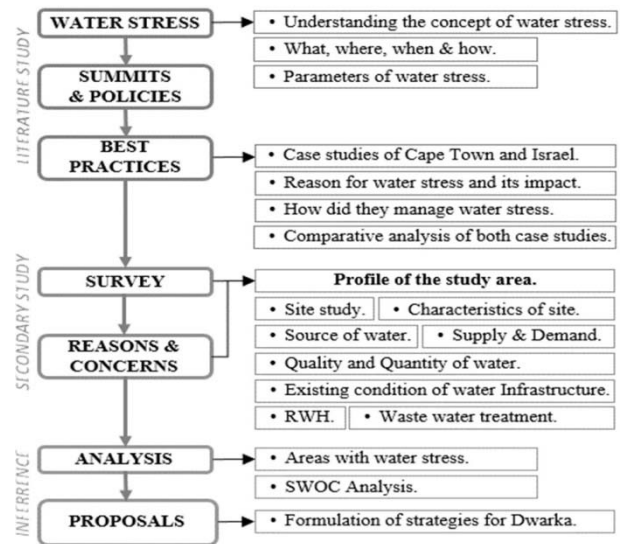 LITERATURE STUDY
WATER STRESS
• Understanding the concept of water stress.
• What, where, when & how.
• Parameters of water stress.
SUMMITS
& POLICIES
BEST
PRACTICES
• Case studies of Cape Town and Israel.
• Reason for water stress and its impact.
• How did they manage water stress.
• Comparative analysis of both case studies.
SECONDARY STUDY
SURVEY
REASONS &
CONCERNS
Profile of the study area.
• Site study. • Characteristics of site.
• Source of water. • Supply & Demand.
• Quality and Quantity of water.
• Existing condition of water Infrastructure.
• RWH. • Waste water treatment.
INFERRENCE
ANALYSIS
• Areas with water stress.
• SWOC Analysis.
PROPOSALS
• Formulation of strategies for Dwarka.